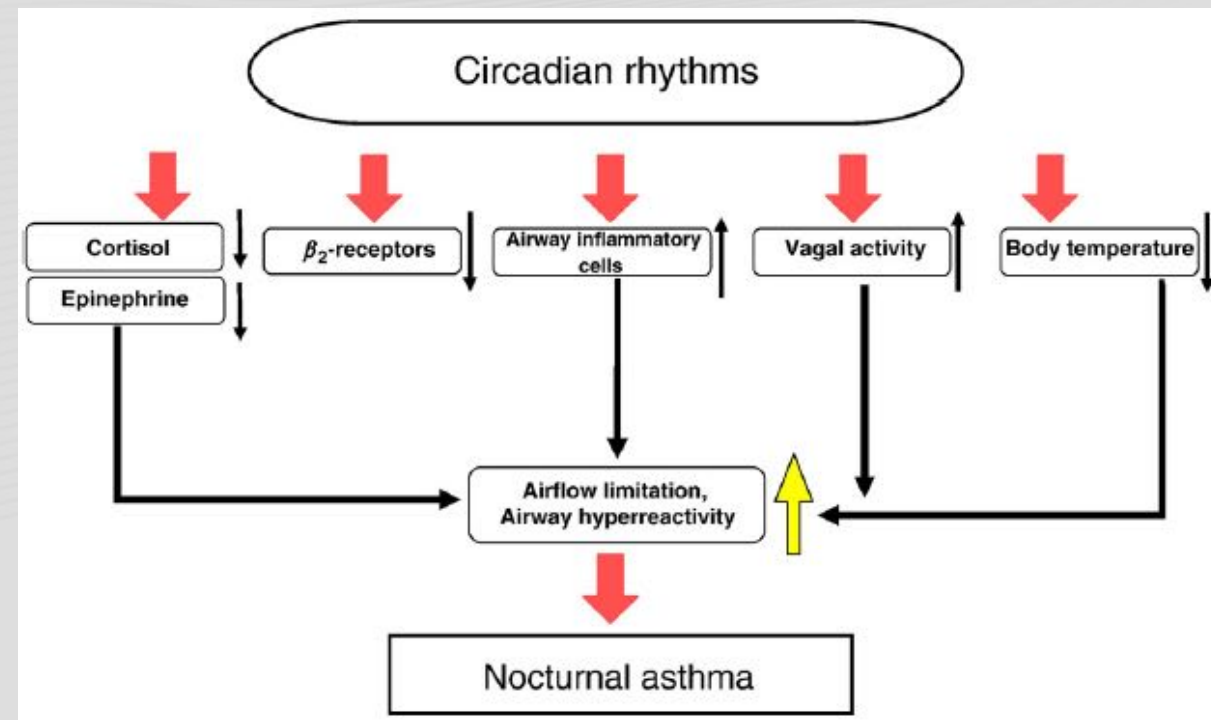 Circadian rhythms
Cortisol
Epinephrine
β₂-receptors
Airway inflammatory
cells
Vagal activity
Body temperature
Airflow limitation,
Airway hyperreactivity
Nocturnal asthma